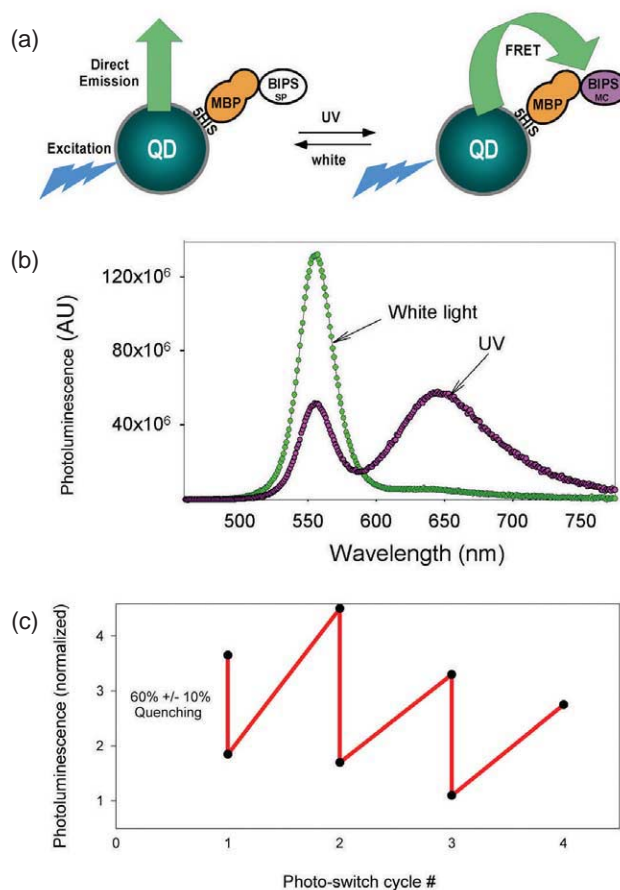 (a)
Direct
Emission
Excitation
QD
5HIS
MBP
BIPS
SP
UV
white
FRET
QD
5HIS
MBP
BIPS
MC
(b)
Photoluminescence (AU)
120x10⁶
80x10⁶
40x10⁶
White light
UV
500 550 600 650 700 750
Wavelength (nm)
(c)
Photoluminescence (normalized)
4
3
2
1
60% +/- 10%
Quenching
0 1 2 3 4
Photo-switch cycle #